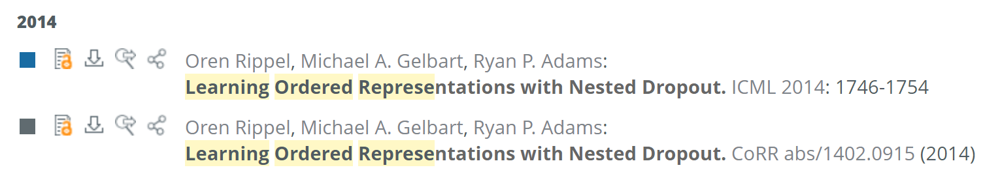 2014
Oren Rippel, Michael A. Gelbart, Ryan P. Adams:
Learning Ordered Representations with Nested Dropout. ICML 2014: 1746-1754
Oren Rippel, Michael A. Gelbart, Ryan P. Adams:
Learning Ordered Representations with Nested Dropout. CoRR abs/1402.0915 (2014)